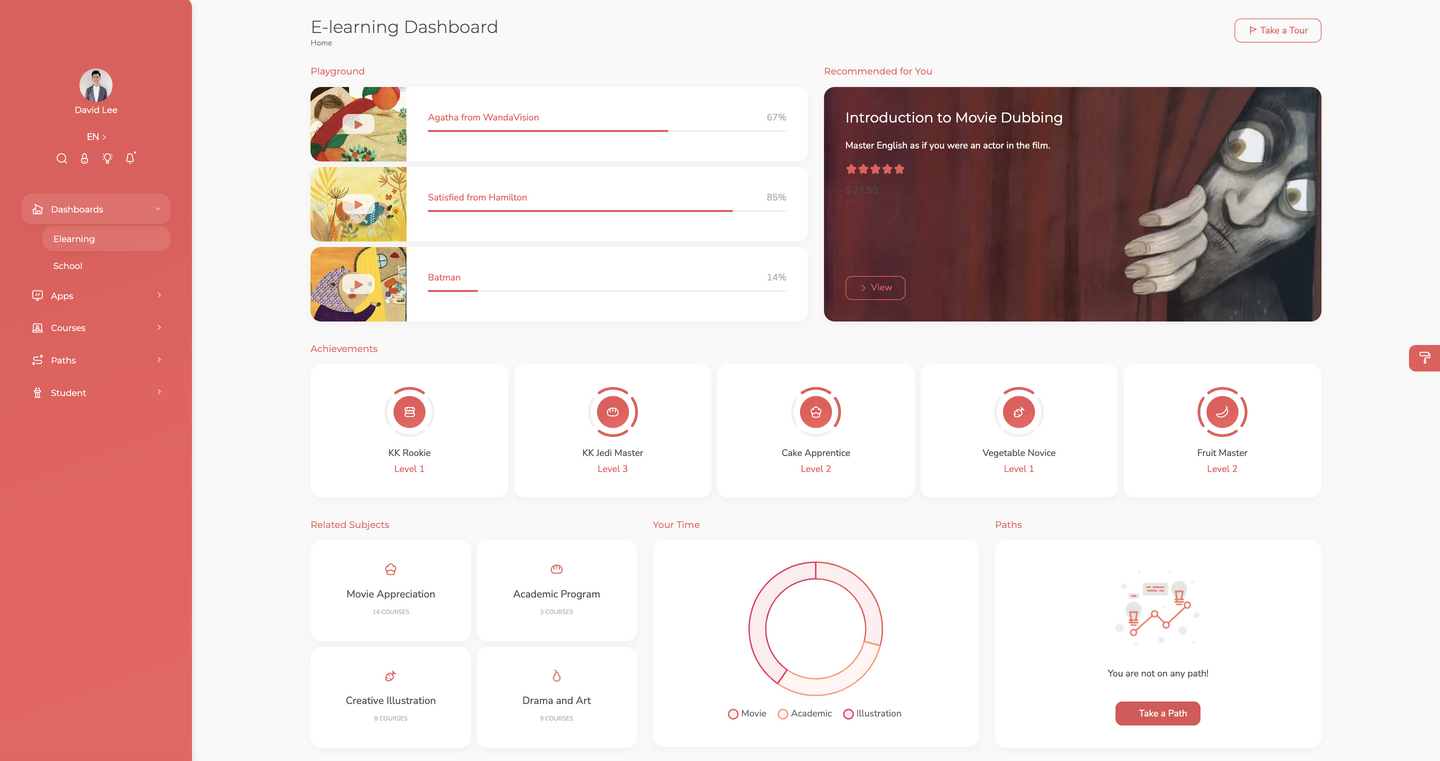 David Lee
EN
Dashboards
Elearning
School
Apps
Courses
Paths
Student
E-learning Dashboard
Home
Take a Tour
Playground
Agatha from WandaVision
67%
Satisfied from Hamilton
85%
Batman
14%
Recommended for You
Introduction to Movie Dubbing
Master English as if you were an actor in the film.
$ 27.50
View
Achievements
KK Rookie
Level 1
KK Jedi Master
Level 3
Cake Apprentice
Level 2
Vegetable Novice
Level 1
Fruit Master
Level 2
Related Subjects
Movie Appreciation
14 COURSES
Academic Program
3 COURSES
Creative Illustration
8 COURSES
Drama and Art
9 COURSES
Your Time
Movie
Academic
Illustration
Paths
You are not on any path!
Take a Path